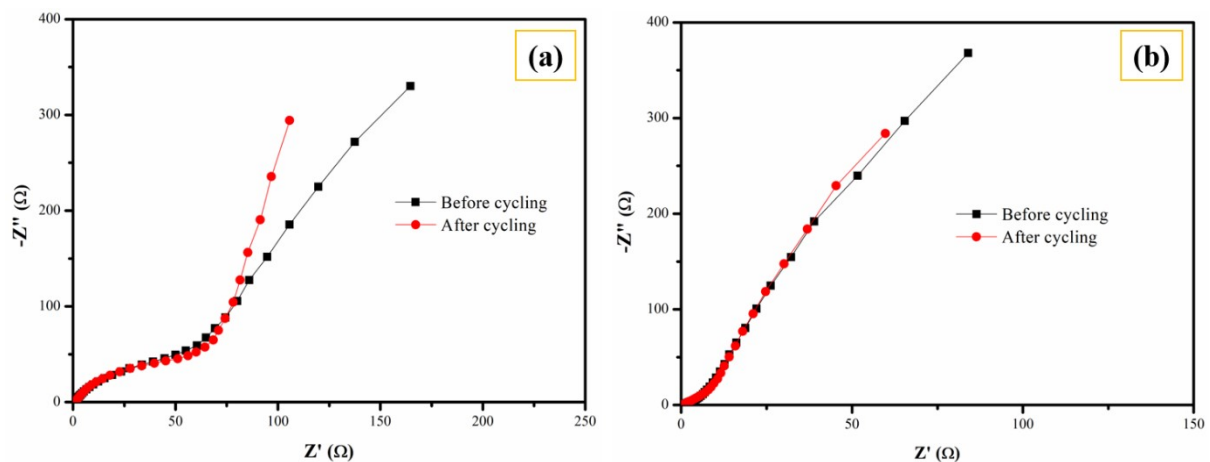 (a)
400
300
200
100
0
-Z" (Ω)
Before cycling
After cycling
0 50 100 150 200 250
Z' (Ω)
(b)
400
300
200
100
0
-Z" (Ω)
Before cycling
After cycling
0 50 100 150
Z' (Ω)